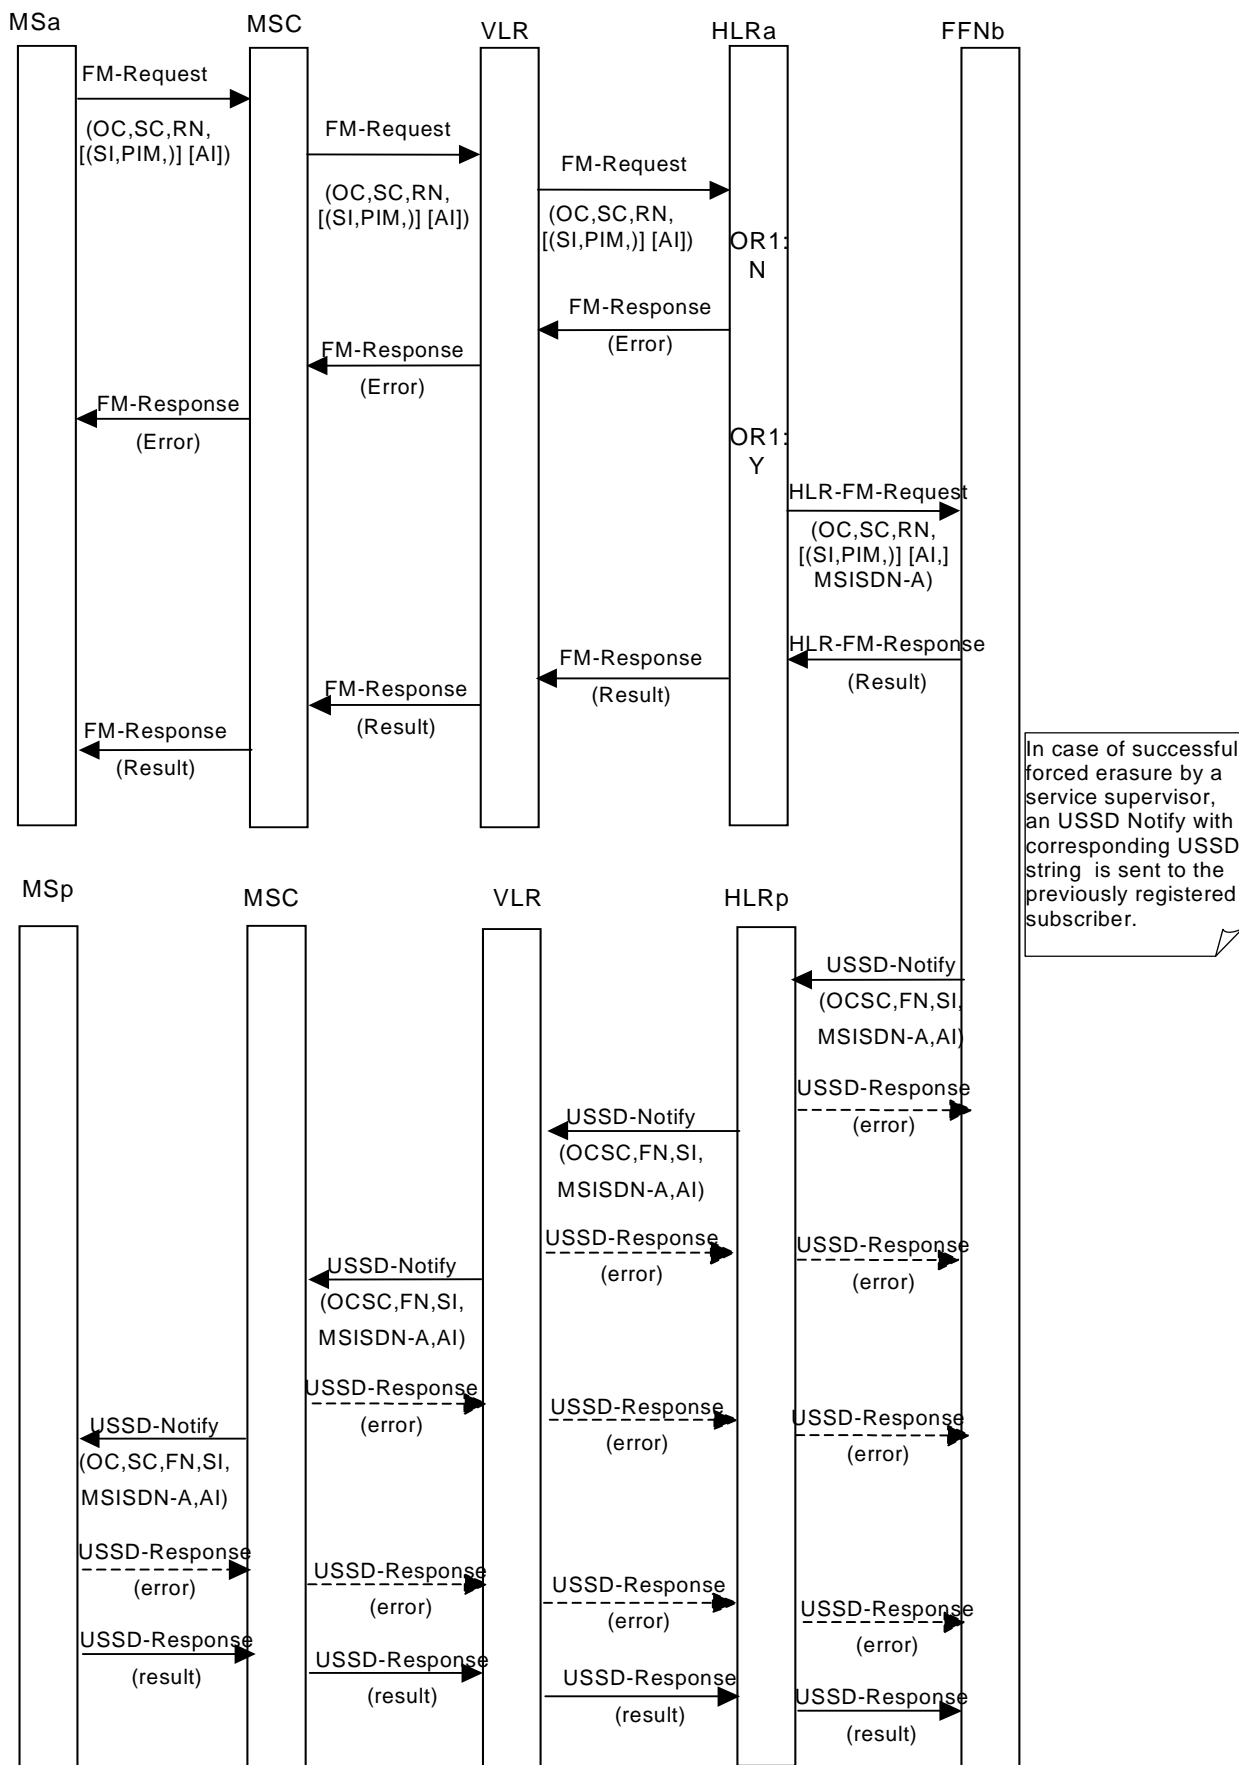 MSa
MSC
VLR
HLRa
FFNb
FM-Request
(OC,SC,RN,
[(SI,PIM,)] [AI])
FM-Request
(OC,SC,RN,
[(SI,PIM,)] [AI])
FM-Request
(OC,SC,RN,
[(SI,PIM,)] [AI])
OR1:
N
FM-Response
(Error)
FM-Response
(Error)
FM-Response
(Error)
OR1:
Y
HLR-FM-Request
(OC,SC,RN,
[(SI,PIM,)] [AI,]
MSISDN-A)
HLR-FM-Response
(Result)
FM-Response
(Result)
FM-Response
(Result)
FM-Response
(Result)
In case of successful
forced erasure by a
service supervisor,
an USSD Notify with
corresponding USSD
string is sent to the
previously registered
subscriber.
MSp
MSC
VLR
HLRp
USSD-Notify
(OCSC,FN,SI,
MSISDN-A,AI)
USSD-Response
(error)
USSD-Notify
(OCSC,FN,SI,
MSISDN-A,AI)
USSD-Response
(error)
USSD-Response
(error)
USSD-Notify
(OCSC,FN,SI,
MSISDN-A,AI)
USSD-Response
(error)
USSD-Response
(error)
USSD-Response
(error)
USSD-Notify
(OC,SC,FN,SI,
MSISDN-A,AI)
USSD-Response
(error)
USSD-Response
(error)
USSD-Response
(error)
USSD-Response
(error)
USSD-Response
(result)
USSD-Response
(result)
USSD-Response
(result)
USSD-Response
(result)